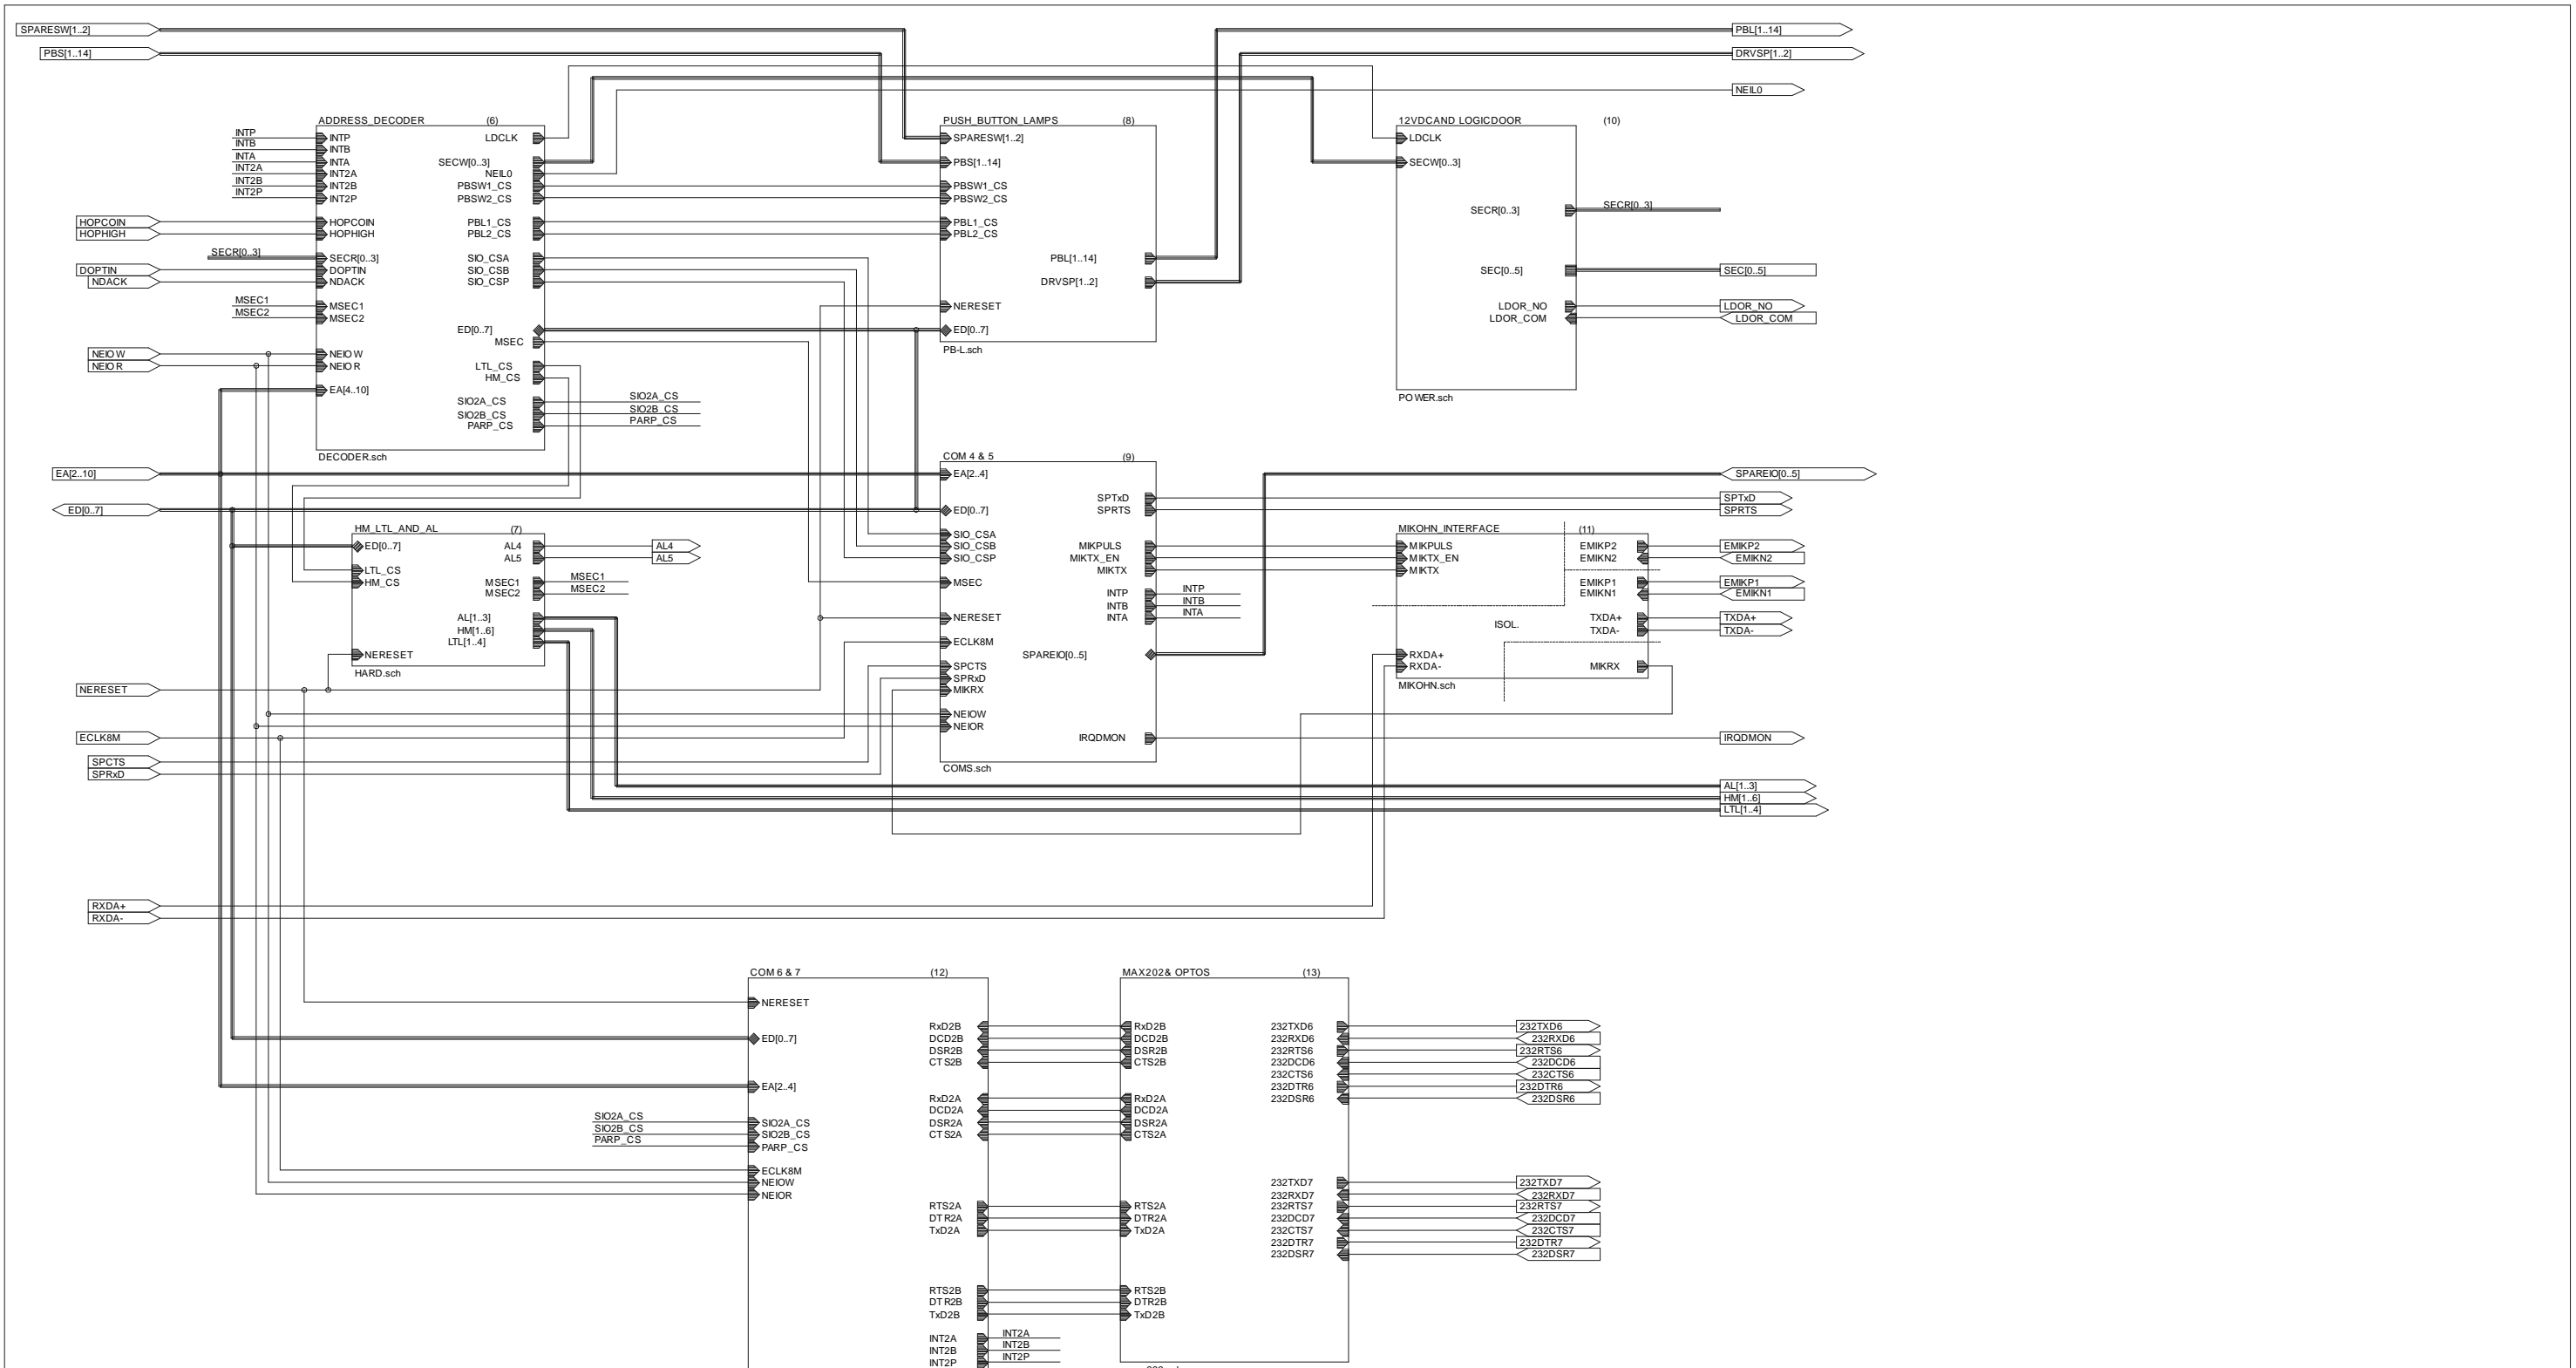 SPARESW[1..2]
PBS[1..14]
PBL[1..14]
DRVSP[1..2]
NEIL0
ADDRESS_DECODER (6)
INTP
INTB
INTA
INT2A
INT2B
INT2P
INTP
INTB
INTA
INT2A
INT2B
INT2P
HOPCOIN
HOPHIGH
HOPCOIN
HOPHIGH
SECR[0..3]
SECR[0..3]
DOPTIN
NDACK
DOPTIN
NDACK
MSEC1
MSEC2
MSEC1
MSEC2
NEIOW
NEIOR
NEIOW
NEIOR
EA[4..10]
LDCLK
SECW[0..3]
NEIL0
PBSW1_CS
PBSW2_CS
PBL1_CS
PBL2_CS
SIO_CSA
SIO_CSB
SIO_CSP
ED[0..7]
MSEC
LTL_CS
HM_CS
SIO2A_CS
SIO2B_CS
PARP_CS
SIO2A_CS
SIO2B_CS
PARP_CS
DECODER.sch
PUSH_BUTTON_LAMPS (8)
SPARESW[1..2]
PBS[1..14]
PBSW1_CS
PBSW2_CS
PBL1_CS
PBL2_CS
PBL[1..14]
DRVSP[1..2]
NERESET
ED[0..7]
PB-L.sch
12VDCAND LOGICDOOR (10)
LDCLK
SECW[0..3]
SECR[0..3]
SECR[0..3]
SEC[0..5]
SEC[0..5]
LDOR_NO
LDOR_COM
LDOR_NO
LDOR_COM
POWER.sch
EA[2..10]
ED[0..7]
HM_LTL_AND_AL (7)
ED[0..7]
LTL_CS
HM_CS
AL4
AL5
AL4
AL5
MSEC1
MSEC2
MSEC1
MSEC2
AL[1..3]
HM[1..6]
LTL[1..4]
NERESET
HARD.sch
NERESET
ECLK8M
SPCTS
SPRxD
COM 4 & 5 (9)
EA[2..4]
ED[0..7]
SIO_CSA
SIO_CSB
SIO_CSP
MSEC
NERESET
ECLK8M
SPCTS
SPRxD
MIKRX
NEIOW
NEIOR
SPTxD
SPRTS
MIKPULS
MIKTX_EN
MIKTX
INTP
INTB
INTA
INTP
INTB
INTA
SPAREIO[0..5]
IRQDMON
COMS.sch
SPAREIO[0..5]
SPTxD
SPRTS
MIKOHN_INTERFACE (11)
MIKPULS
MIKTX_EN
MIKTX
EMIKP2
EMIKN2
EMIKP1
EMIKN1
TXDA+
TXDA-
ISOL.
RXDA+
RXDA-
MIKRX
MIKOHN.sch
EMIKP2
EMIKN2
EMIKP1
EMIKN1
TXDA+
TXDA-
IRQDMON
AL[1..3]
HM[1..6]
LTL[1..4]
RXDA+
RXDA-
COM 6 & 7 (12)
NERESET
ED[0..7]
EA[2..4]
SIO2A_CS
SIO2B_CS
PARP_CS
SIO2A_CS
SIO2B_CS
PARP_CS
ECLK8M
NEIOW
NEIOR
RxD2B
DCD2B
DSR2B
CTS2B
RxD2A
DCD2A
DSR2A
CTS2A
RTS2A
DTR2A
TxD2A
RTS2B
DTR2B
TxD2B
INT2A
INT2B
INT2P
INT2A
INT2B
INT2P
MAX202& OPTOS (13)
RxD2B
DCD2B
DSR2B
CTS2B
RxD2A
DCD2A
DSR2A
CTS2A
RTS2A
DTR2A
TxD2A
RTS2B
DTR2B
TxD2B
232TXD6
232RXD6
232RTS6
232DCD6
232CTS6
232DTR6
232DSR6
232TXD7
232RXD7
232RTS7
232DCD7
232CTS7
232DTR7
232DSR7
232TXD6
232RXD6
232RTS6
232DCD6
232CTS6
232DTR6
232DSR6
232TXD7
232RXD7
232RTS7
232DCD7
232CTS7
232DTR7
232DSR7